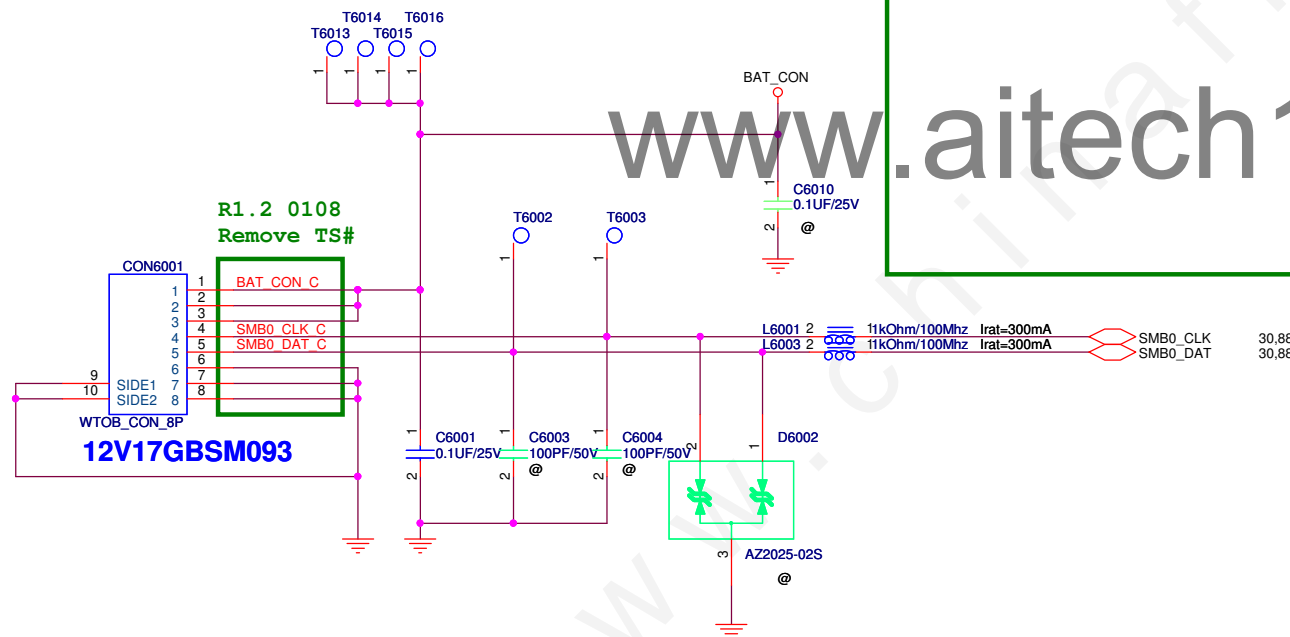 T6014 T6016
T6013 T6015
1 1 1 1
BAT_CON
www.aitech1
1
C6010
0.1UF/25V
2
@
R1.2 0108
Remove TS#
T6002
T6003
1 1
CON6001
1 1 BAT_CON_C
2 2
3 3
4 4 SMB0_CLK_C
5 5 SMB0_DAT_C
6 6
9 SIDE1 7 7
10 SIDE2 8 8
WTOB_CON_8P
12V17GBSM093
L6001 2 1 1kOhm/100Mhz Irat=300mA SMB0_CLK 30,88
L6003 2 1 1kOhm/100Mhz Irat=300mA SMB0_DAT 30,88
1 C6001
0.1UF/25V
2
1 C6003
100PF/50V
2 @
1 C6004
100PF/50V
2 @
2 1 D6002
3 AZ2025-02S
@
www.chinaf